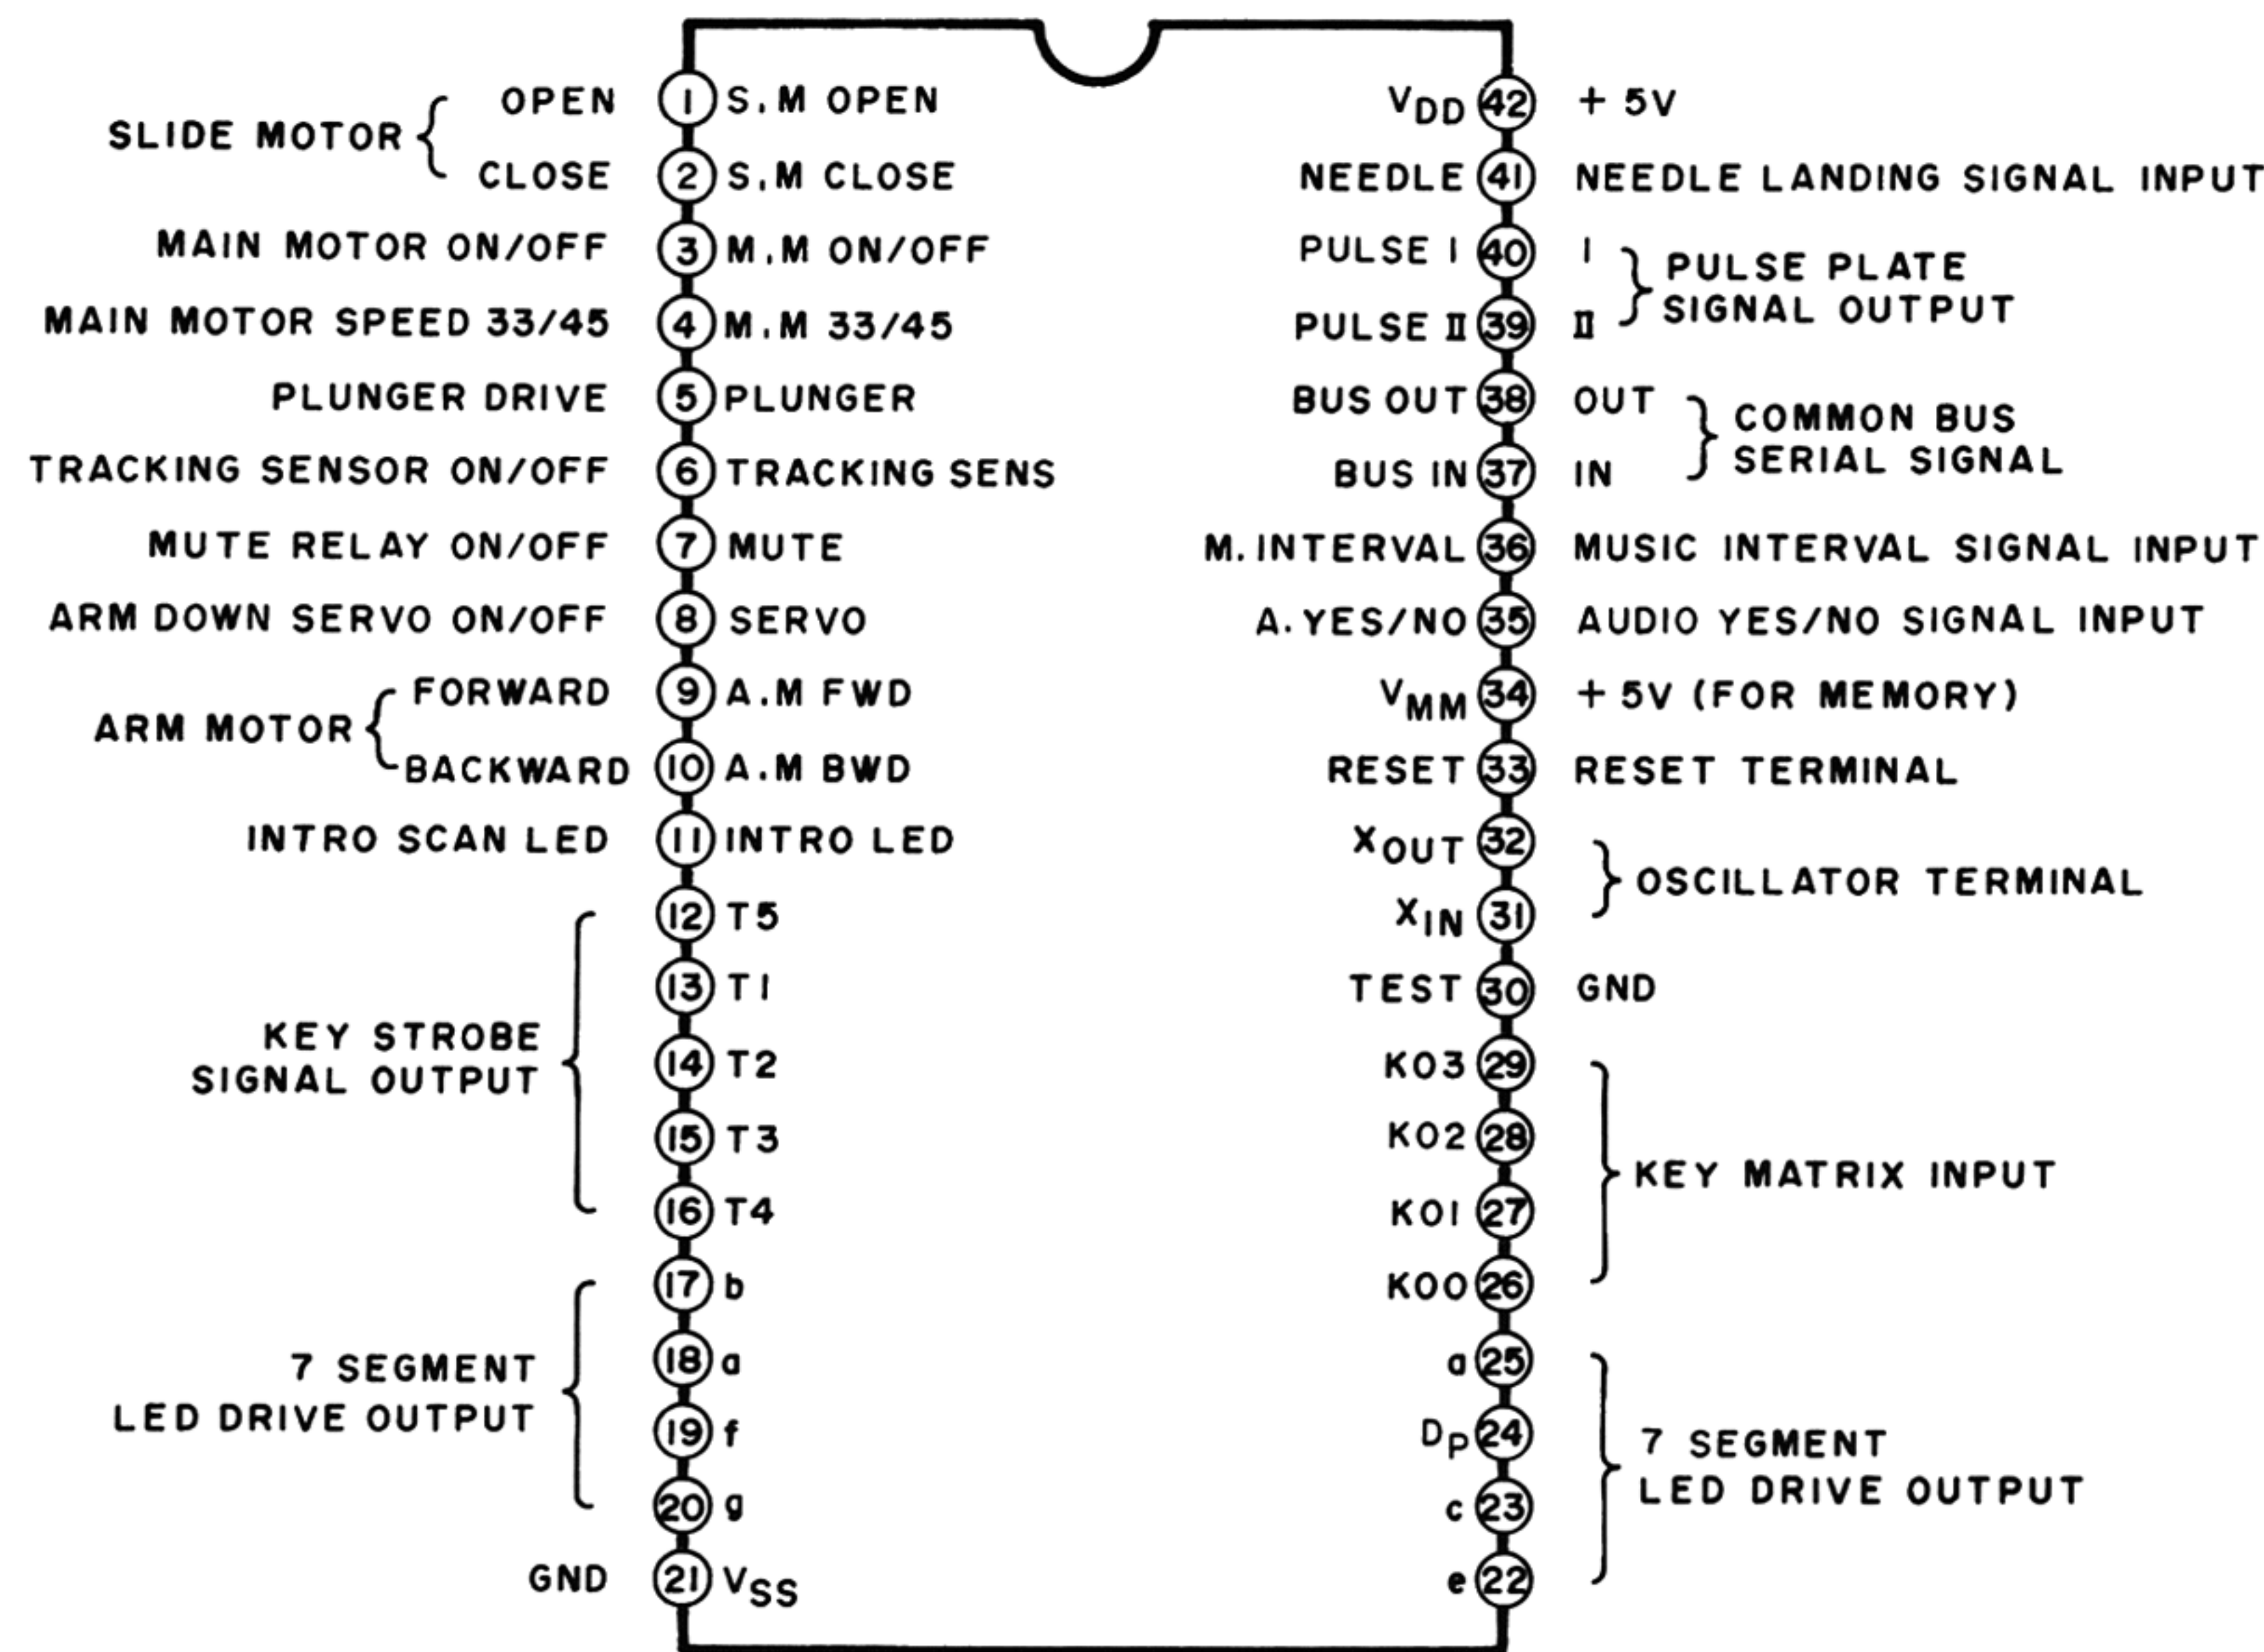 SLIDE MOTOR
OPEN 1 S.M OPEN
CLOSE 2 S.M CLOSE
MAIN MOTOR ON/OFF 3 M.M ON/OFF
MAIN MOTOR SPEED 33/45 4 M.M 33/45
PLUNGER DRIVE 5 PLUNGER
TRACKING SENSOR ON/OFF 6 TRACKING SENS
MUTE RELAY ON/OFF 7 MUTE
ARM DOWN SERVO ON/OFF 8 SERVO
ARM MOTOR
FORWARD 9 A.M FWD
BACKWARD 10 A.M BWD
INTRO SCAN LED 11 INTRO LED
KEY STROBE
SIGNAL OUTPUT
12 T5
13 T1
14 T2
15 T3
16 T4
7 SEGMENT
LED DRIVE OUTPUT
17 b
18 a
19 f
20 g
GND 21 VSS
VDD 42 + 5V
NEEDLE 41 NEEDLE LANDING SIGNAL INPUT
PULSE I 40 I
PULSE II 39 II
PULSE PLATE
SIGNAL OUTPUT
BUS OUT 38 OUT
BUS IN 37 IN
COMMON BUS
SERIAL SIGNAL
M. INTERVAL 36 MUSIC INTERVAL SIGNAL INPUT
A. YES/NO 35 AUDIO YES/NO SIGNAL INPUT
VMM 34 + 5V (FOR MEMORY)
RESET 33 RESET TERMINAL
XOUT 32
XIN 31
OSCILLATOR TERMINAL
TEST 30 GND
KO3 29
KO2 28
KO1 27
KO0 26
KEY MATRIX INPUT
a 25
DP 24
c 23
e 22
7 SEGMENT
LED DRIVE OUTPUT